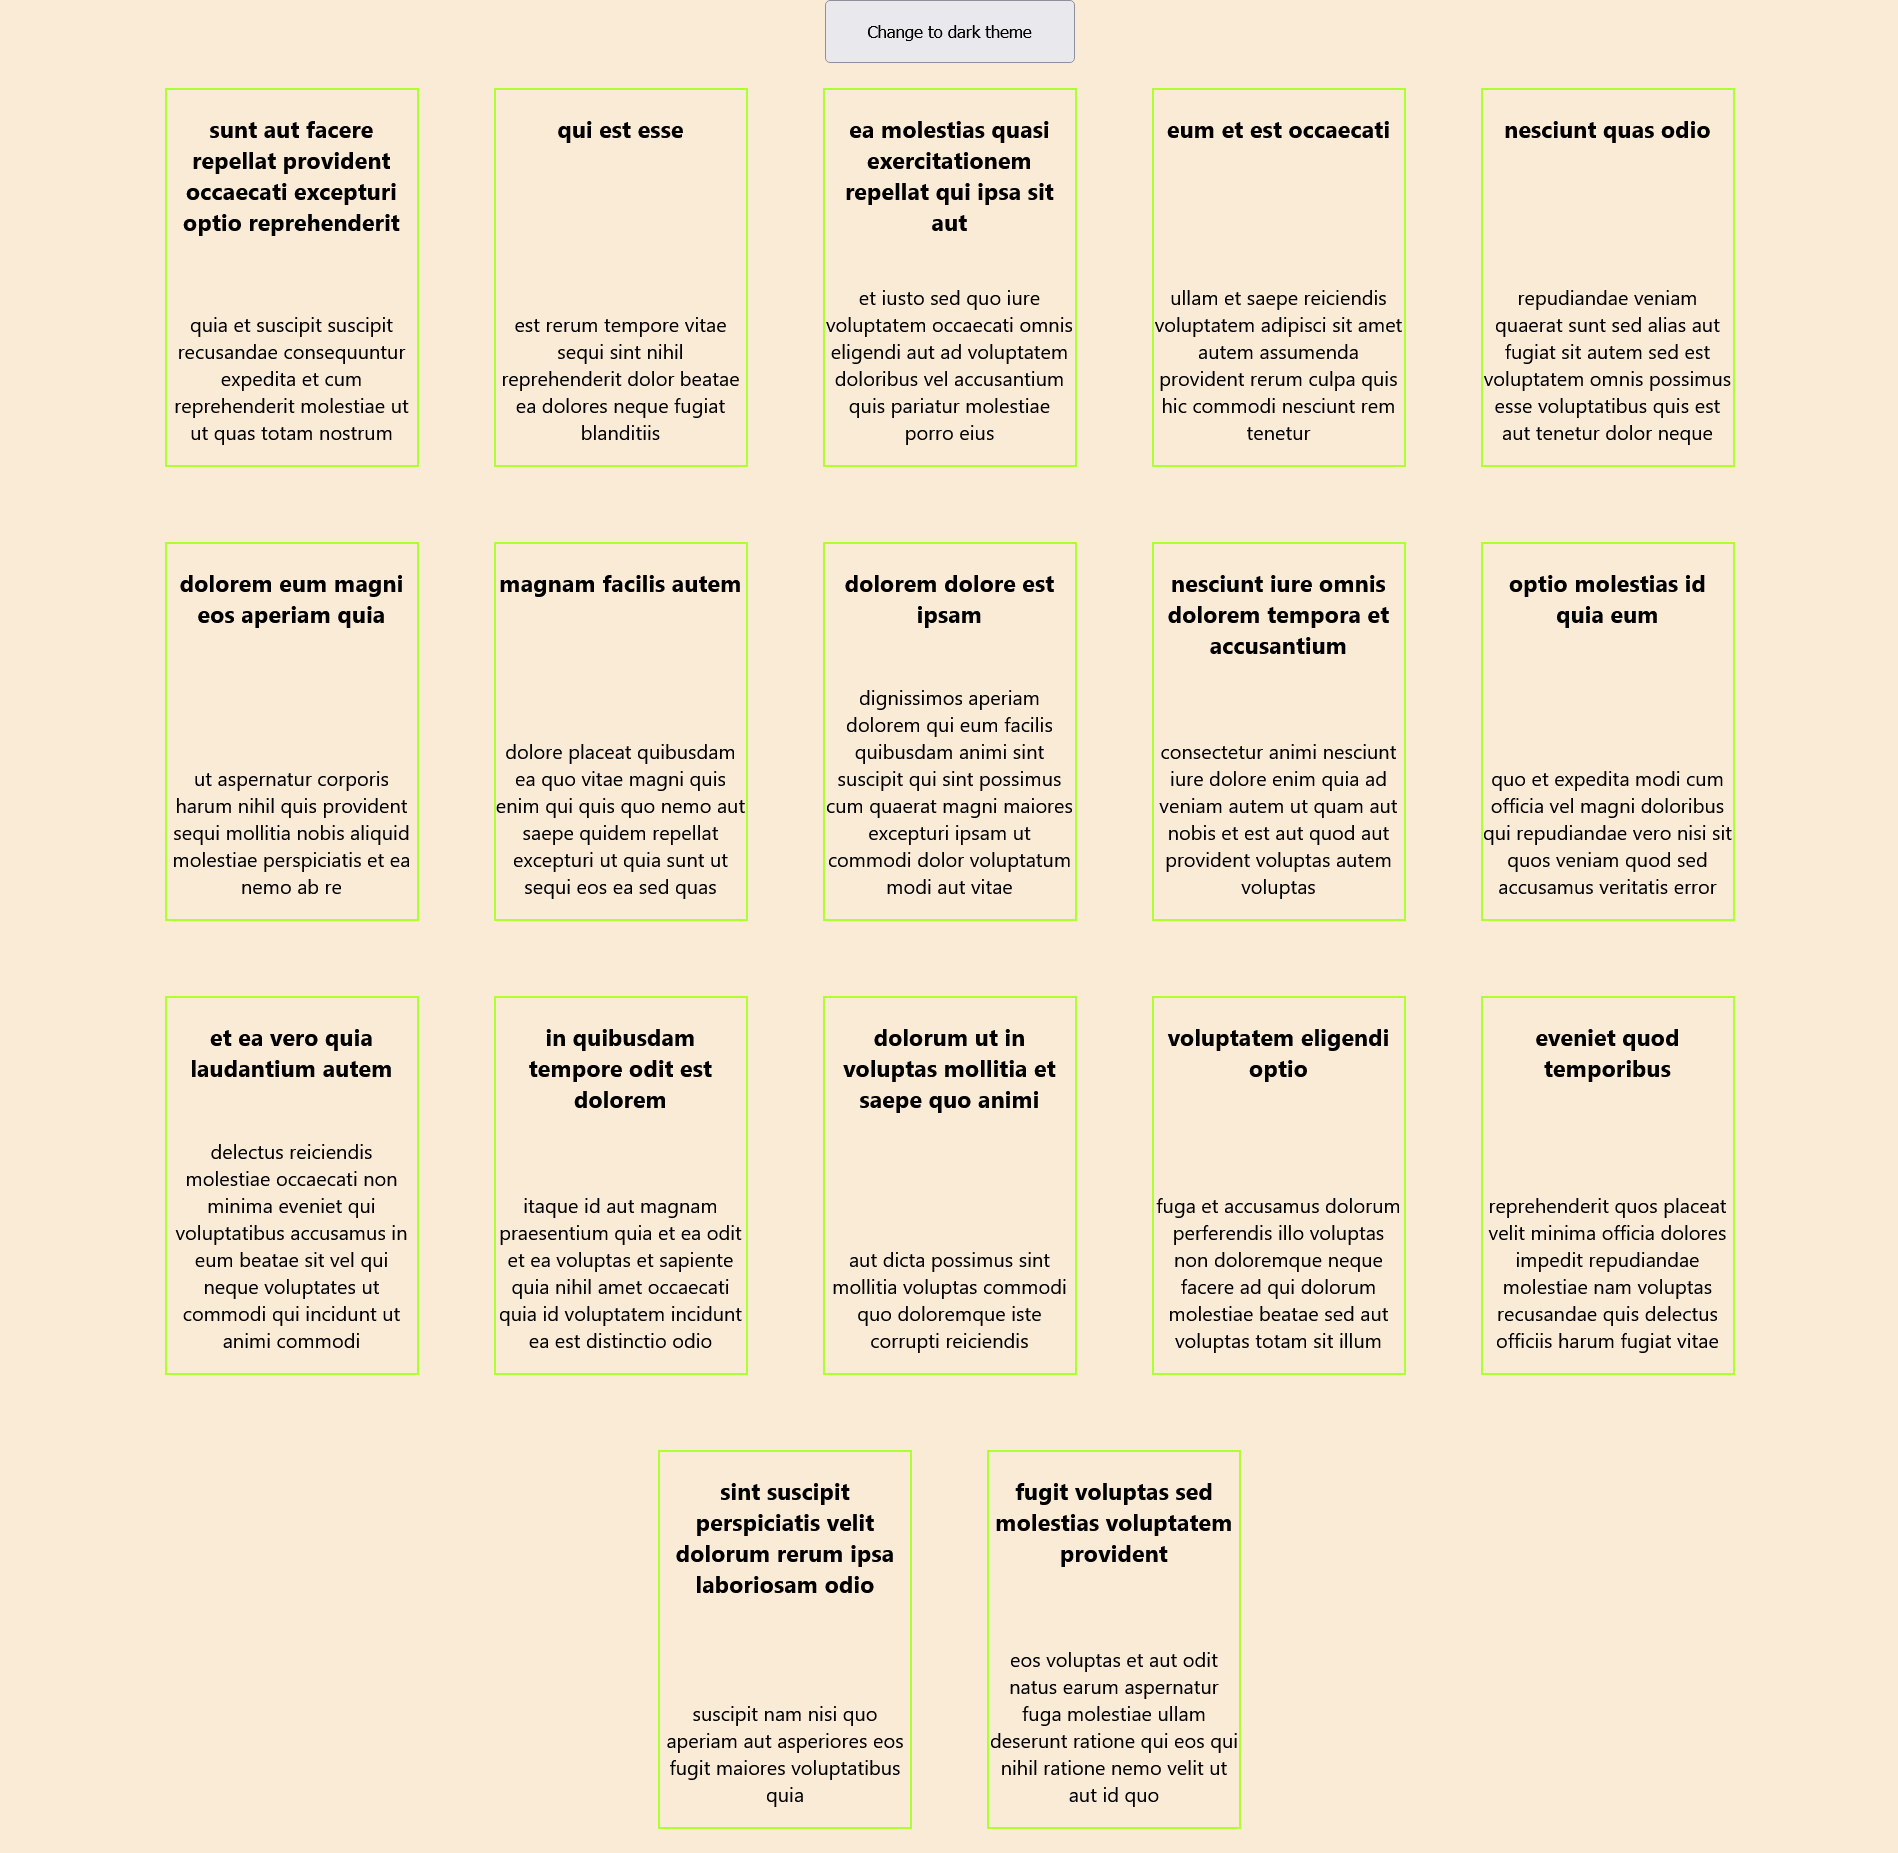 Change to dark theme
sunt aut facere
repellat provident
occaecati excepturi
optio reprehenderit
quia et suscipit suscipit
recusandae consequuntur
expedita et cum
reprehenderit molestiae ut
ut quas totam nostrum
qui est esse
est rerum tempore vitae
sequi sint nihil
reprehenderit dolor beatae
ea dolores neque fugiat
blanditiis
ea molestias quasi
exercitationem
repellat qui ipsa sit
aut
et iusto sed quo iure
voluptatem occaecati omnis
eligendi aut ad voluptatem
doloribus vel accusantium
quis pariatur molestiae
porro eius
eum et est occaecati
ullam et saepe reiciendis
voluptatem adipisci sit amet
autem assumenda
provident rerum culpa quis
hic commodi nesciunt rem
tenetur
nesciunt quas odio
repudiandae veniam
quaerat sunt sed alias aut
fugiat sit autem sed est
voluptatem omnis possimus
esse voluptatibus quis est
aut tenetur dolor neque
dolorem eum magni
eos aperiam quia
ut aspernatur corporis
harum nihil quis provident
sequi mollitia nobis aliquid
molestiae perspiciatis et ea
nemo ab re
magnam facilis autem
dolore placeat quibusdam
ea quo vitae magni quis
enim qui quis quo nemo aut
saepe quidem repellat
excepturi ut quia sunt ut
sequi eos ea sed quas
dolorem dolore est
ipsam
dignissimos aperiam
dolorem qui eum facilis
quibusdam animi sint
suscipit qui sint possimus
cum quaerat magni maiores
excepturi ipsam ut
commodi dolor voluptatum
modi aut vitae
nesciunt iure omnis
dolorem tempora et
accusantium
consectetur animi nesciunt
iure dolore enim quia ad
veniam autem ut quam aut
nobis et est aut quod aut
provident voluptas autem
voluptas
optio molestias id
quia eum
quo et expedita modi cum
officia vel magni doloribus
qui repudiandae vero nisi sit
quos veniam quod sed
accusamus veritatis error
et ea vero quia
laudantium autem
delectus reiciendis
molestiae occaecati non
minima eveniet qui
voluptatibus accusamus in
eum beatae sit vel qui
neque voluptates ut
commodi qui incidunt ut
animi commodi
in quibusdam
tempore odit est
dolorem
itaque id aut magnam
praesentium quia et ea odit
et ea voluptas et sapiente
quia nihil amet occaecati
quia id voluptatem incidunt
ea est distinctio odio
dolorum ut in
voluptas mollitia et
saepe quo animi
aut dicta possimus sint
mollitia voluptas commodi
quo doloremque iste
corrupti reiciendis
voluptatem eligendi
optio
fuga et accusamus dolorum
perferendis illo voluptas
non doloremque neque
facere ad qui dolorum
molestiae beatae sed aut
voluptas totam sit illum
eveniet quod
temporibus
reprehenderit quos placeat
velit minima officia dolores
impedit repudiandae
molestiae nam voluptas
recusandae quis delectus
officiis harum fugiat vitae
sint suscipit
perspiciatis velit
dolorum rerum ipsa
laboriosam odio
suscipit nam nisi quo
aperiam aut asperiores eos
fugit maiores voluptatibus
quia
fugit voluptas sed
molestias voluptatem
provident
eos voluptas et aut odit
natus earum aspernatur
fuga molestiae ullam
deserunt ratione qui eos qui
nihil ratione nemo velit ut
aut id quo